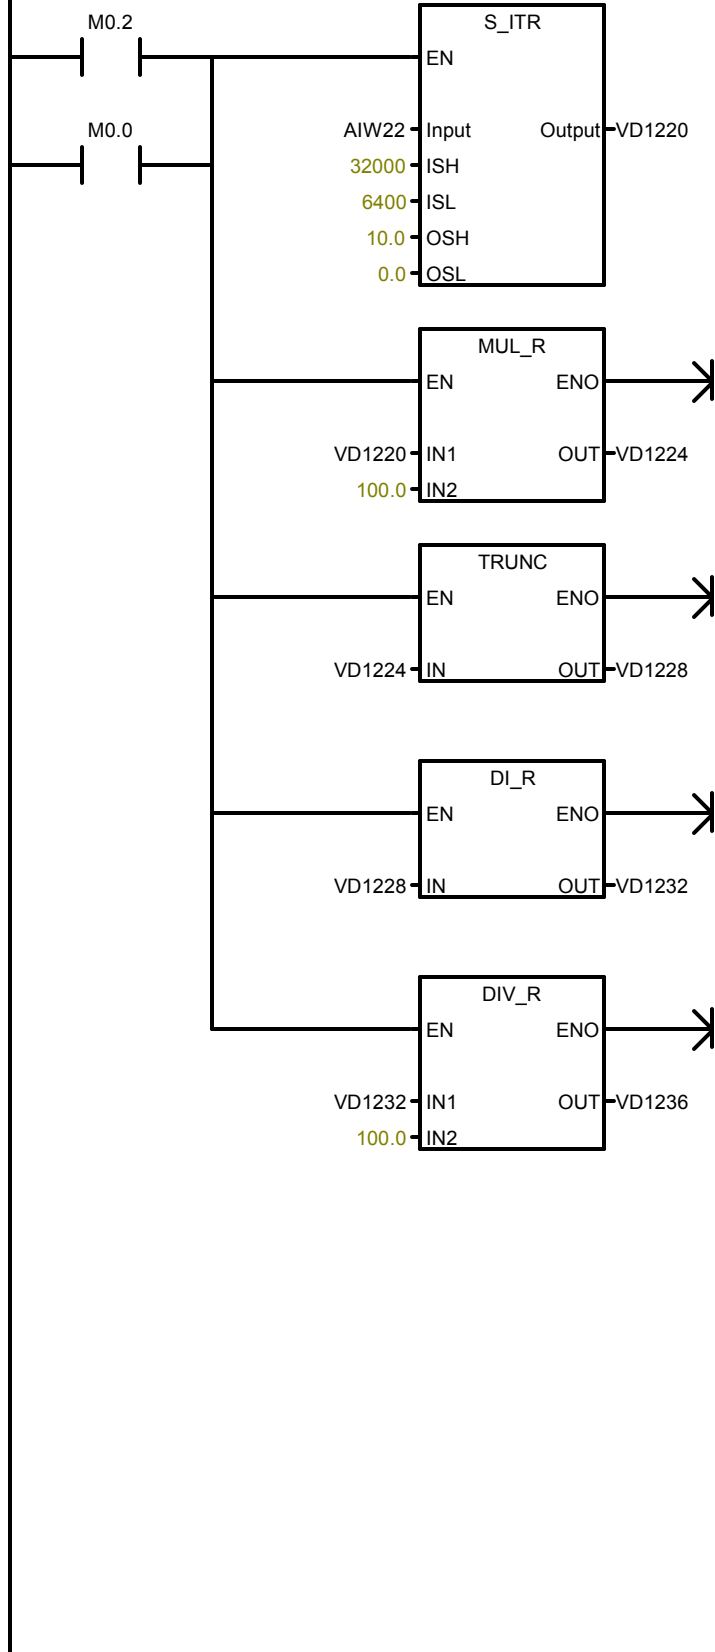 M0.2
S_ITR
EN
M0.0
AIW22 Input Output VD1220
32000 ISH
6400 ISL
10.0 OSH
0.0 OSL
MUL_R
EN ENO
VD1220 IN1 OUT VD1224
100.0 IN2
TRUNC
EN ENO
VD1224 IN OUT VD1228
DI_R
EN ENO
VD1228 IN OUT VD1232
DIV_R
EN ENO
VD1232 IN1 OUT VD1236
100.0 IN2